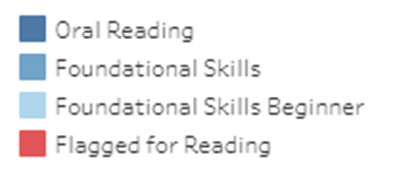 Oral Reading
Foundational Skills
Foundational Skills Beginner
Flagged for Reading